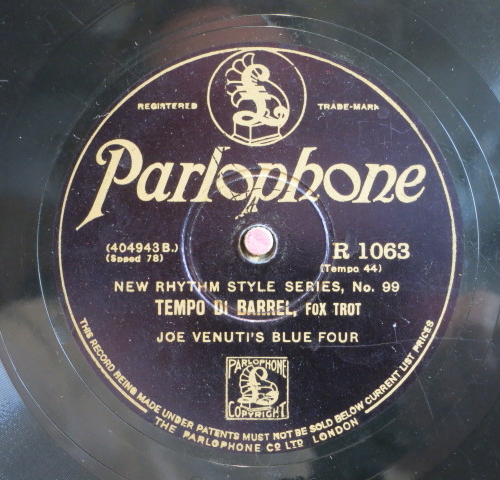 REGISTERED TRADE-MARK
Parlophone
(404943B.)
(Speed 78)
R 1063
(Tempo 44)
NEW RHYTHM STYLE SERIES, No. 99
TEMPO DI BARREL, FOX TROT
JOE VENUTI'S BLUE FOUR
PARLOPHONE
COPYRIGHT
THIS RECORD BEING MADE UNDER PATENTS MUST NOT BE SOLD BELOW CURRENT LIST PRICES
THE PARLOPHONE CO LTD LONDON